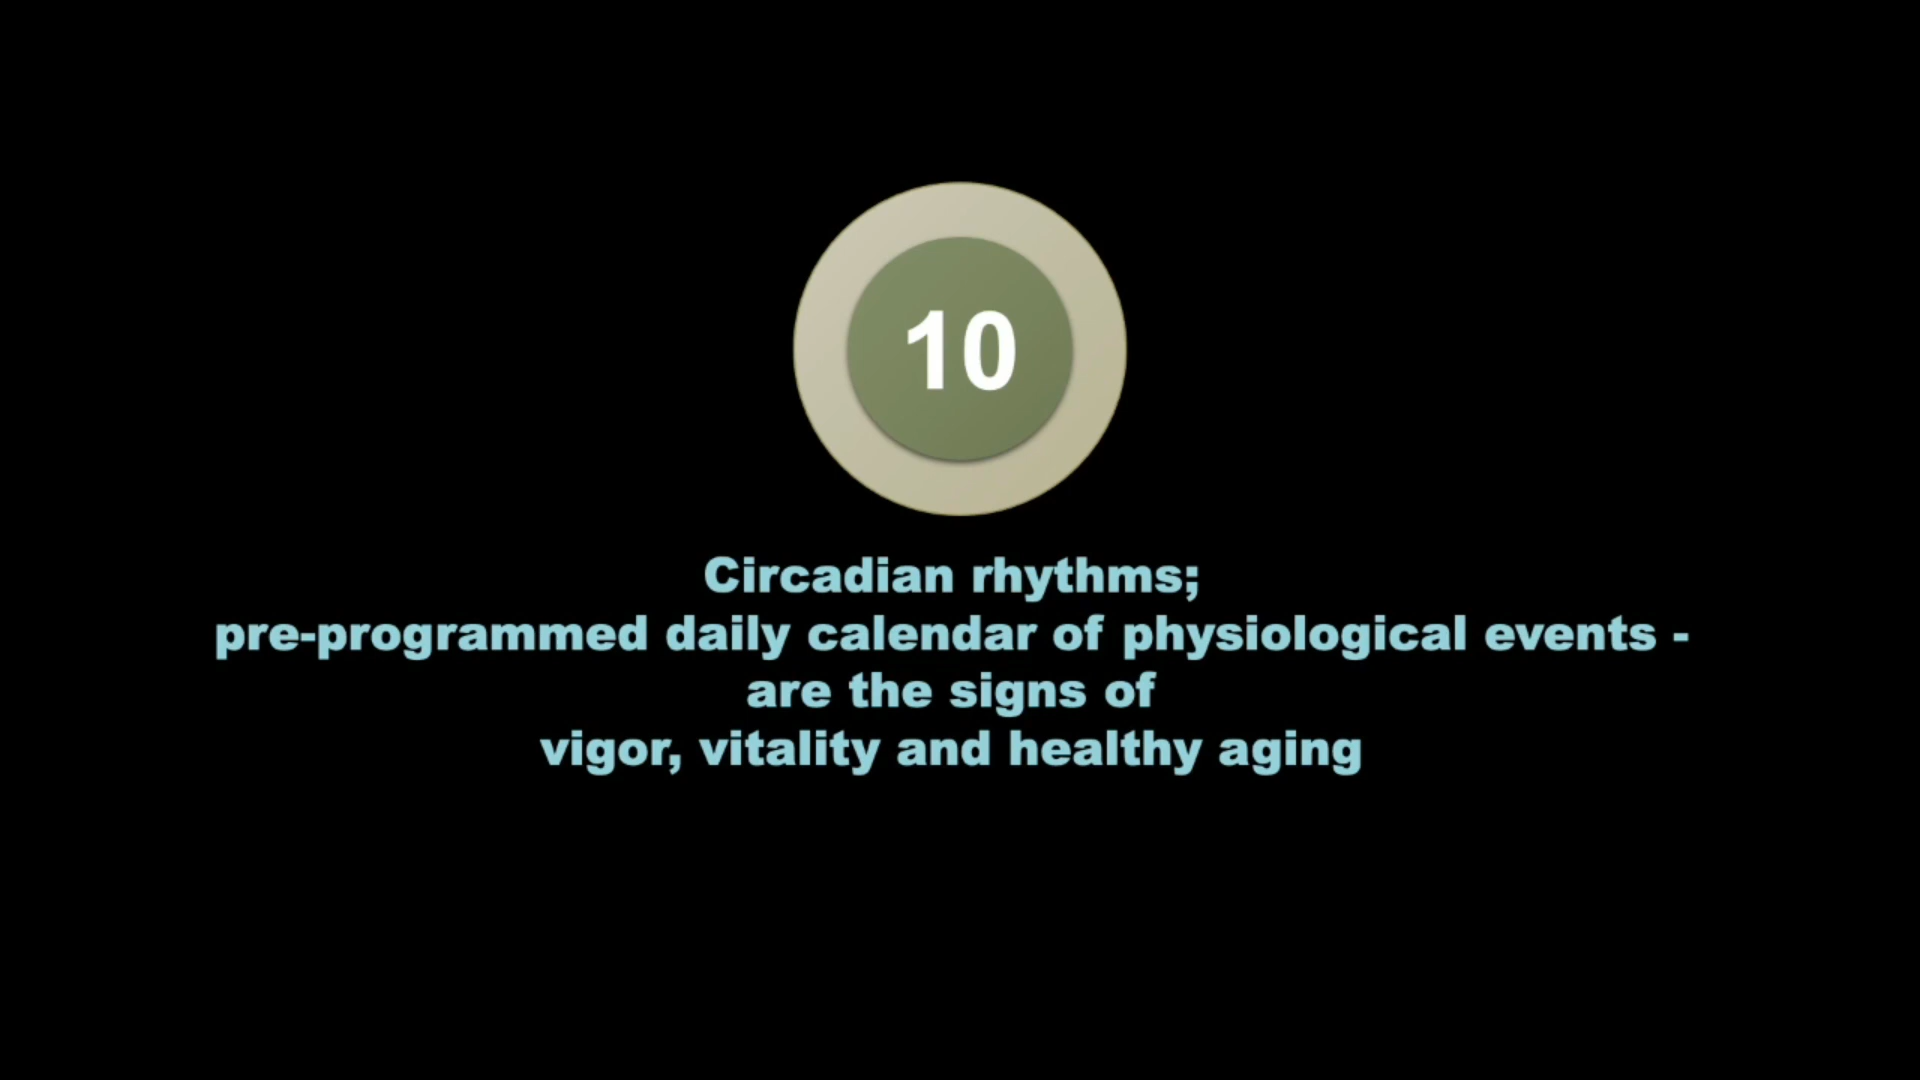 10
Circadian rhythms;
pre-programmed daily calendar of physiological events -
are the signs of
vigor, vitality and healthy aging